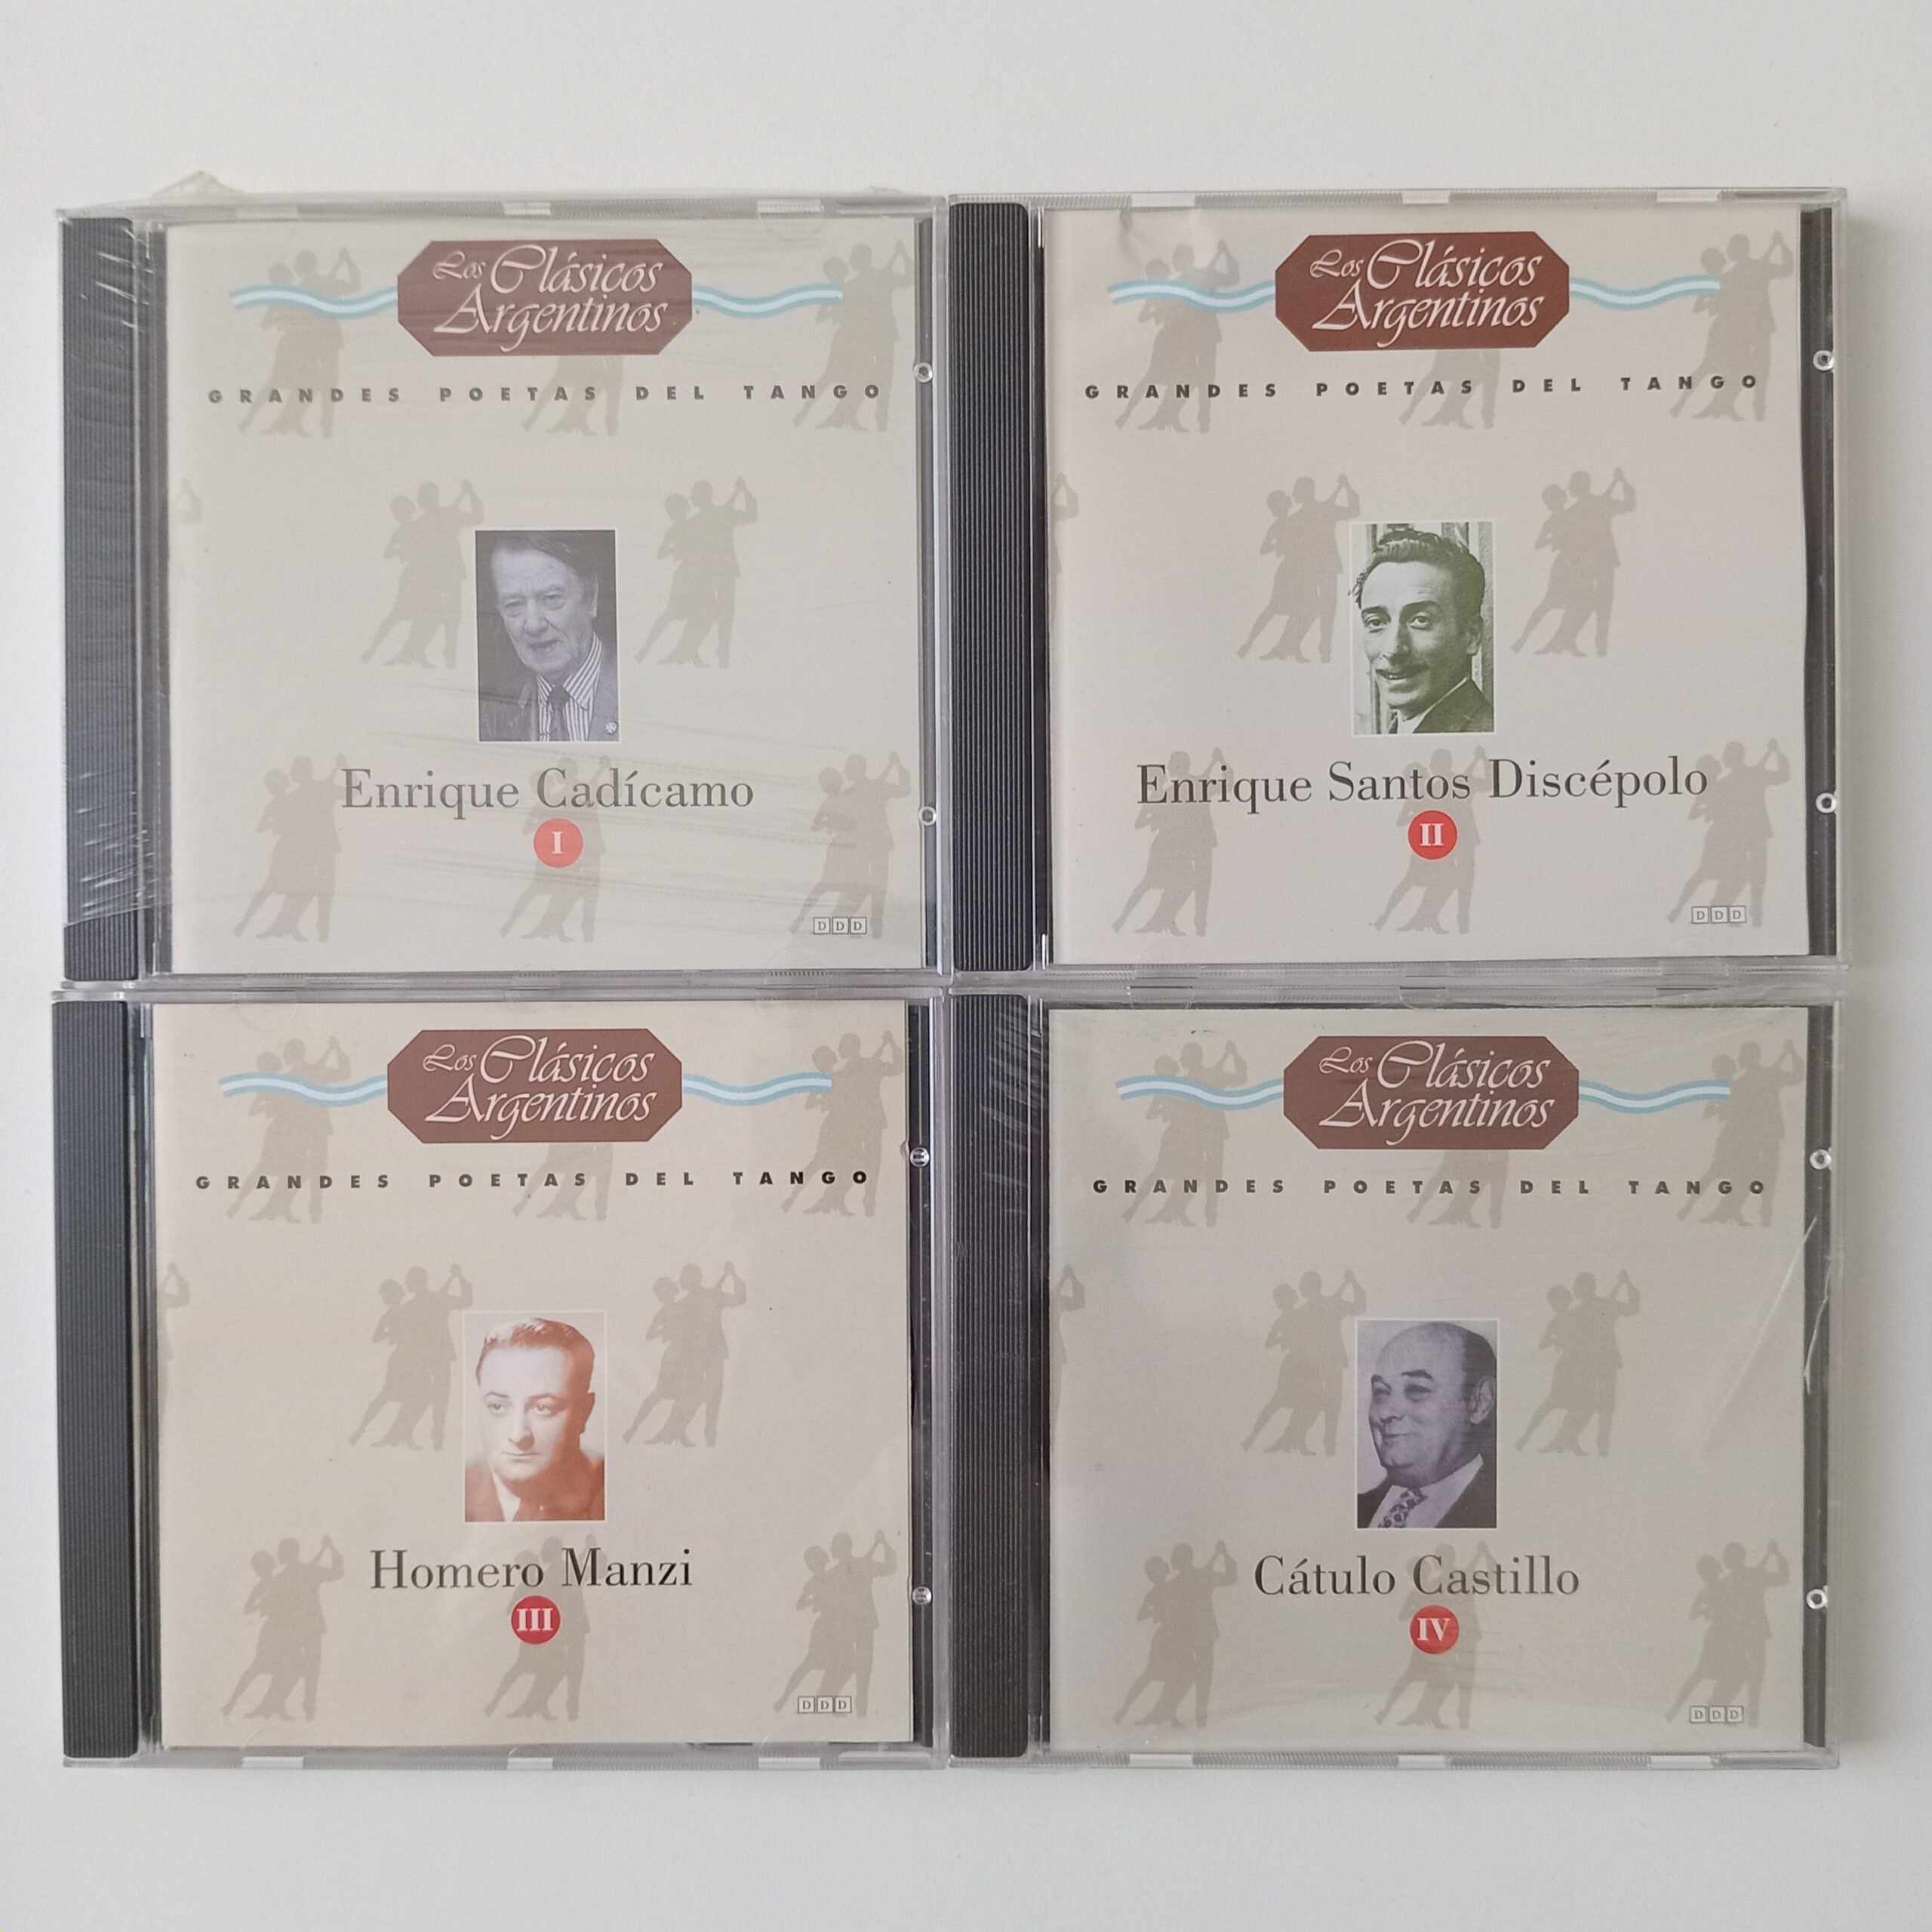 Los Clásicos
Argentinos
GRANDES POETAS DEL TANGO
Enrique Cadícamo
I
DDD
Los Clásicos
Argentinos
GRANDES POETAS DEL TANGO
Enrique Santos Discépolo
II
DDD
Los Clásicos
Argentinos
GRANDES POETAS DEL TANGO
Homero Manzi
III
DDD
Los Clásicos
Argentinos
GRANDES POETAS DEL TANGO
Cátulo Castillo
IV
DDD